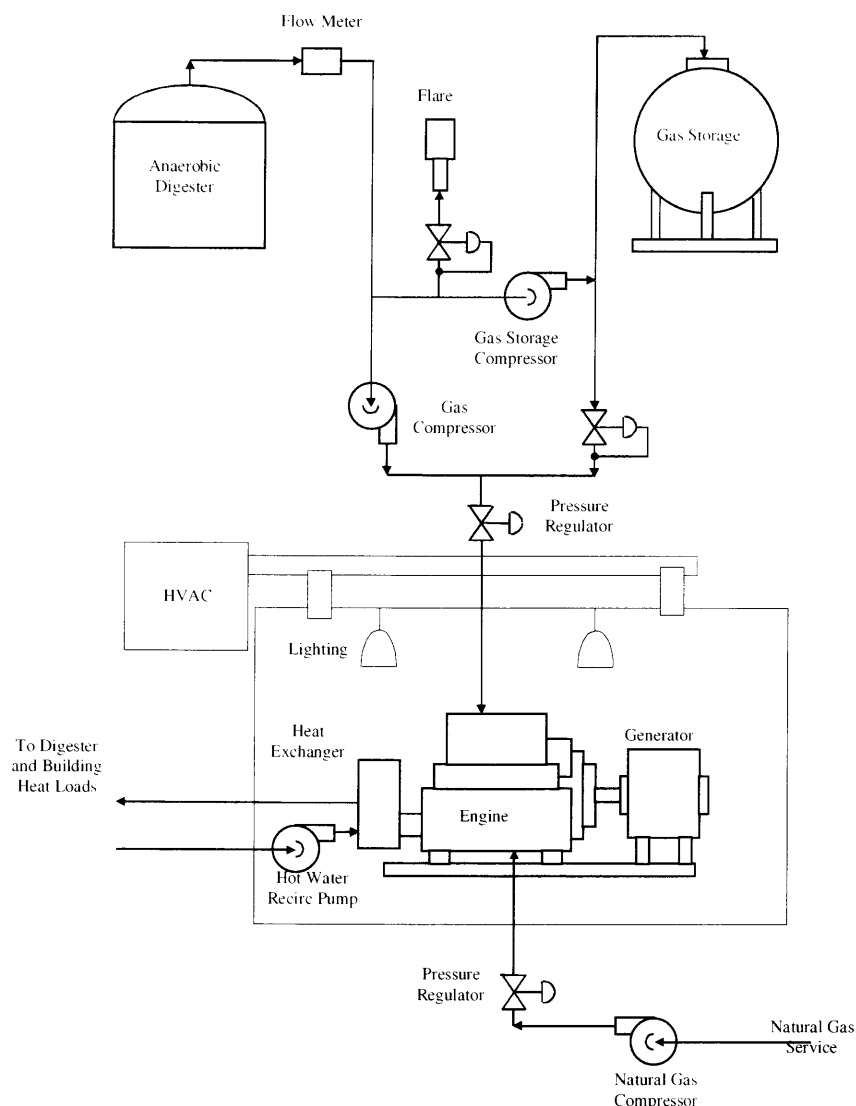 Flow Meter
Flare
Anaerobic
Digester
Gas Storage
Gas Storage
Compressor
Gas
Compressor
Pressure
Regulator
HVAC
Lighting
Heat
Exchanger
Generator
To Digester
and Building
Heat Loads
Engine
Hot Water
Recirc Pump
Pressure
Regulator
Natural Gas
Service
Natural Gas
Compressor